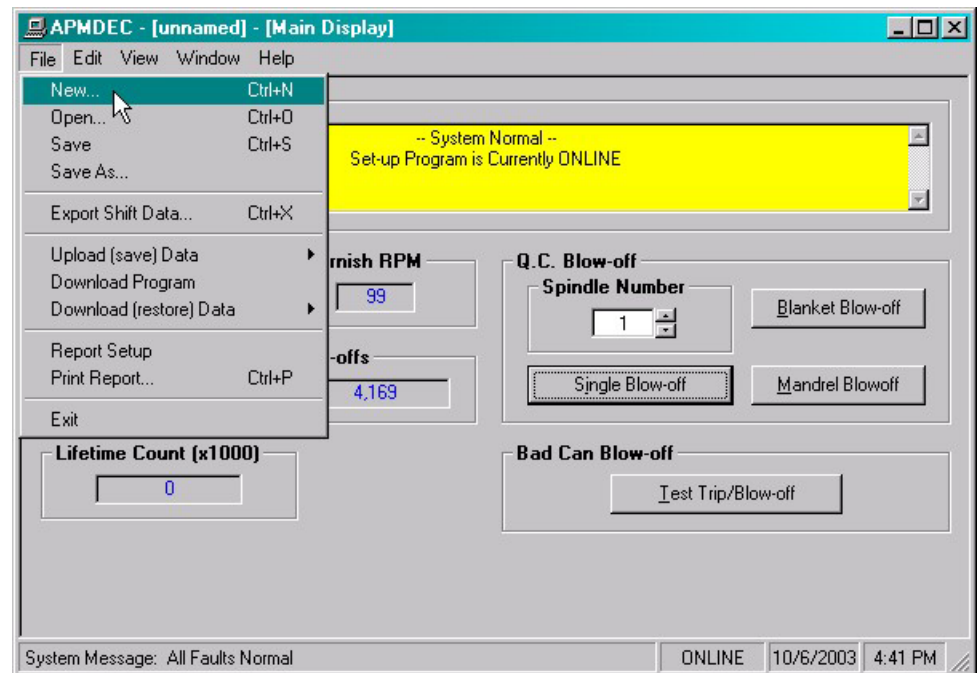 APMDEC - [unnamed] - [Main Display]
File Edit View Window Help
New... Ctrl+N
Open... Ctrl+O
Save Ctrl+S
Save As...
Export Shift Data... Ctrl+X
Upload (save) Data
Download Program
Download (restore) Data
Report Setup
Print Report... Ctrl+P
Exit
-- System Normal --
Set-up Program is Currently ONLINE
rnish RPM
99
-offs
4,169
Q.C. Blow-off
Spindle Number
1
Blanket Blow-off
Single Blow-off
Mandrel Blowoff
Lifetime Count (x1000)
0
Bad Can Blow-off
Test Trip/Blow-off
System Message: All Faults Normal
ONLINE 10/6/2003 4:41 PM